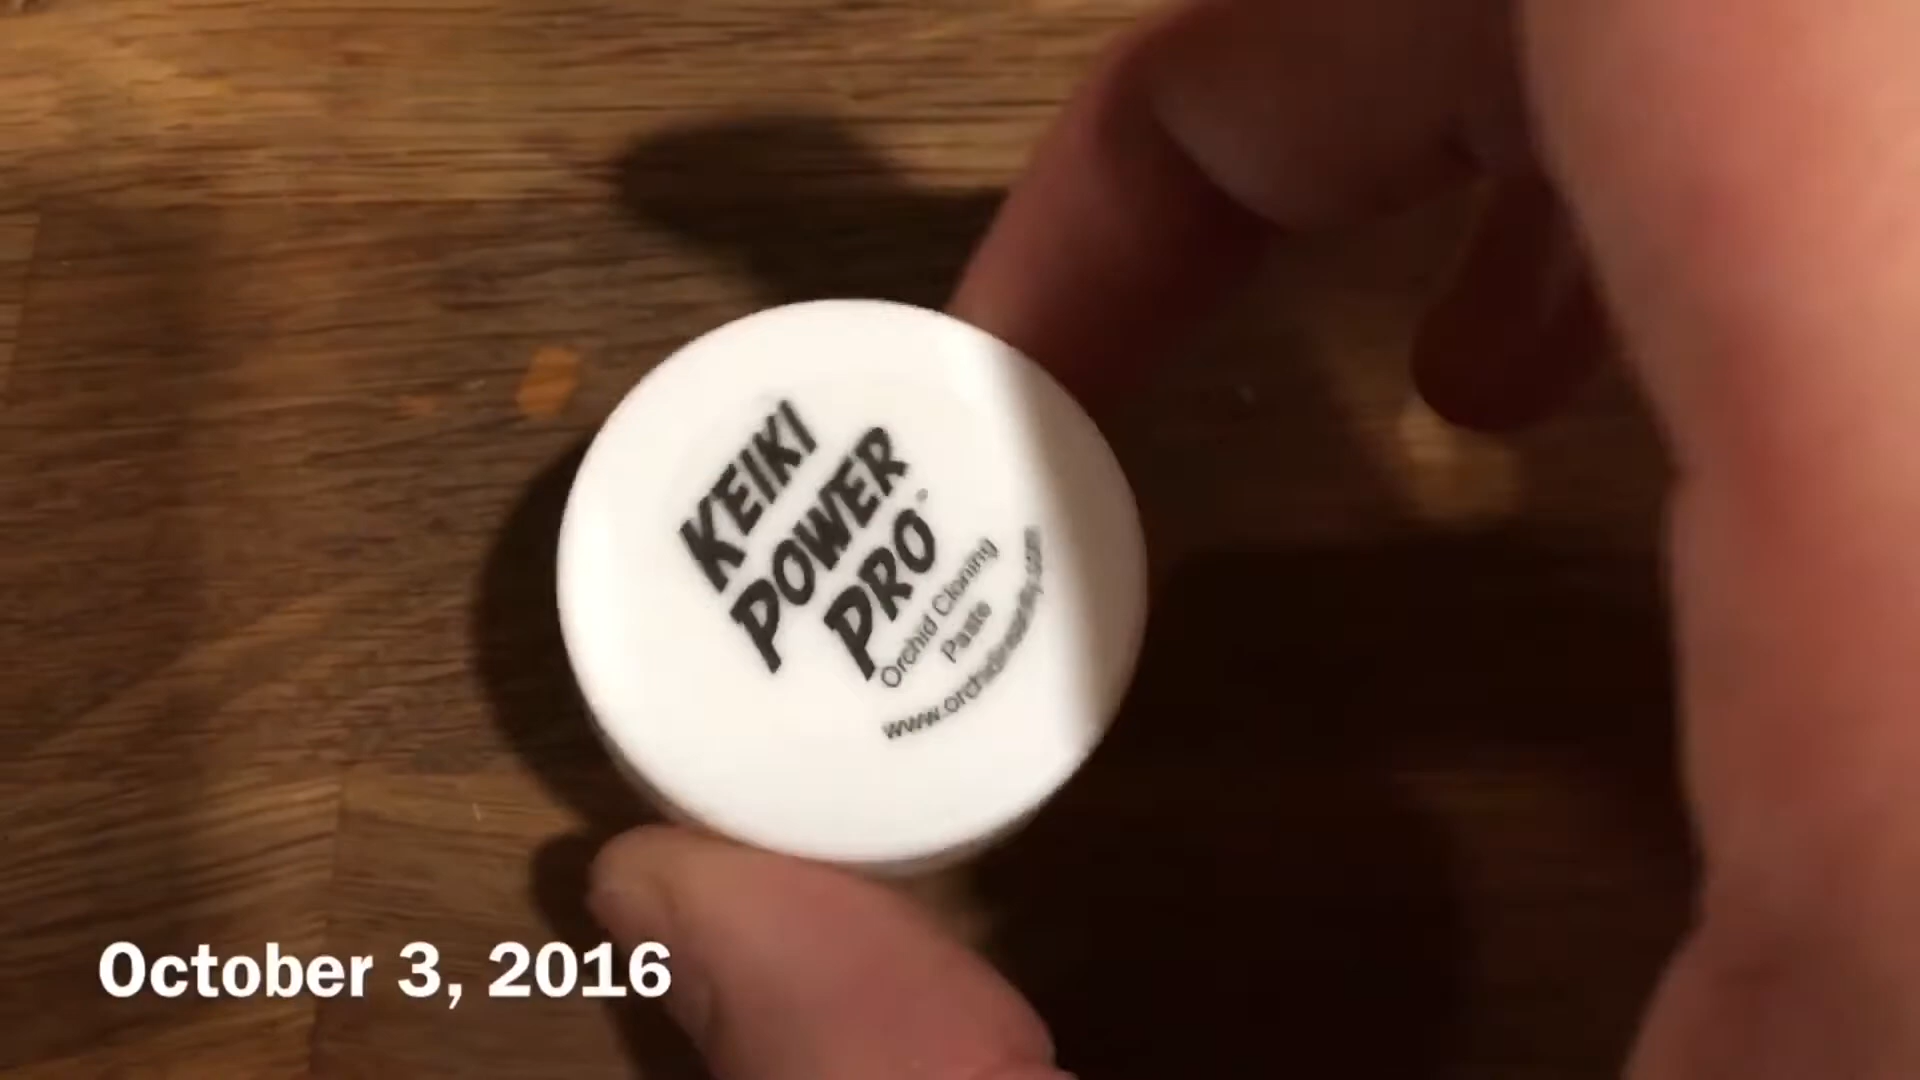 KEIKI
POWER
PRO
Orchid Cloning
Paste
October 3, 2016